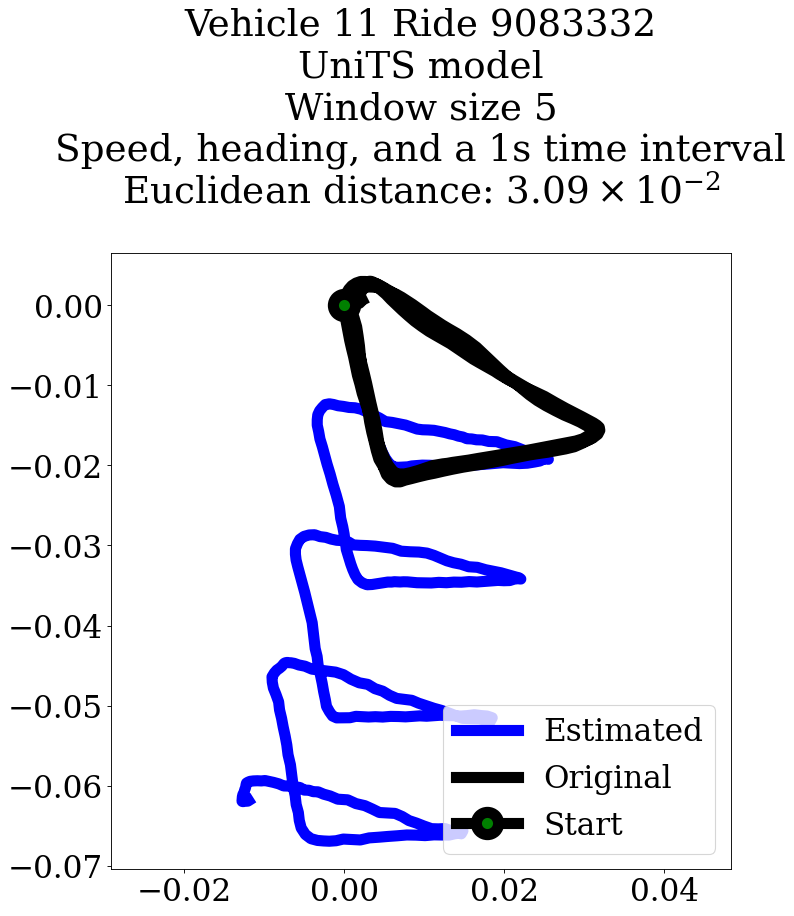 Vehicle 11 Ride 9083332
UniTS model
Window size 5
Speed, heading, and a 1s time interval
Euclidean distance: 3.09 × 10⁻²
0.00
−0.01
−0.02
−0.03
−0.04
−0.05
−0.06
−0.07
Estimated
Original
Start
−0.02 0.00 0.02 0.04